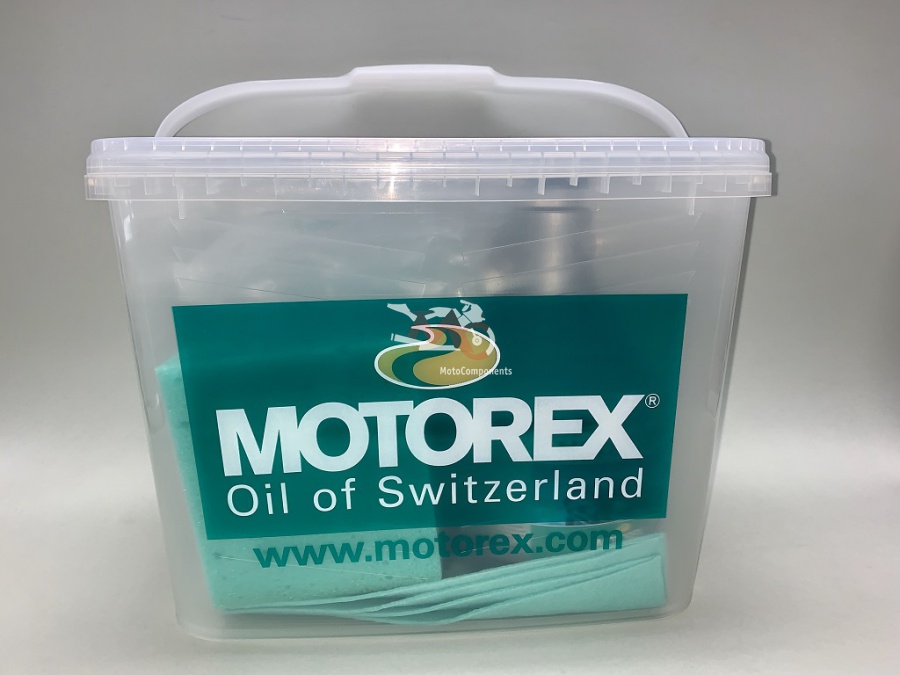 MotoComponents
MOTOREX®
Oil of Switzerland
www.motorex.com